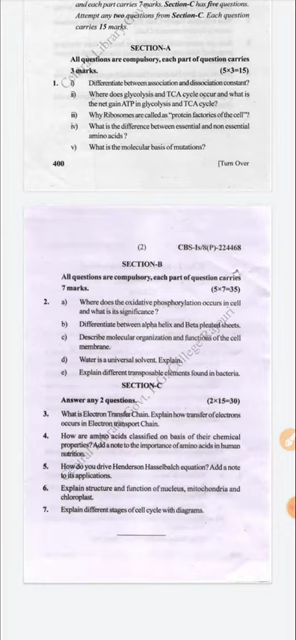 and each part carries 7 marks. Section-C has five questions.
Attempt any two questions from Section-C. Each question
carries 15 marks.
SECTION-A
All questions are compulsory, each part of question carries
3 marks. (5×3=15)
1. i) Differentiate between association and dissociation constant?
ii) Where does glycolysis and TCA cycle occur and what is
the net gain ATP in glycolysis and TCA cycle?
iii) Why Ribosomes are called as "protein factories of the cell"?
iv) What is the difference between essential and non essential
amino acids ?
v) What is the molecular basis of mutations?
400 [Turn Over
(2) CBS-Is/8(P)-224468
SECTION-B
All questions are compulsory, each part of question carries
7 marks. (5×7=35)
2. a) Where does the oxidative phosphorylation occurs in cell
and what is its significance ?
b) Differentiate between alpha helix and Beta pleated sheets.
c) Describe molecular organization and functions of the cell
membrane.
d) Water is a universal solvent. Explain.
e) Explain different transposable elements found in bacteria.
SECTION-C
Answer any 2 questions. (2×15=30)
3. What is Electron Transfer Chain. Explain how transfer of electrons
occurs in Electron transport Chain.
4. How are amino acids classified on basis of their chemical
properties? Add a note to the importance of amino acids in human
nutrition.
5. How do you drive Henderson Hasselbalch equation? Add a note
to its applications.
6. Explain structure and function of nucleus, mitochondria and
chloroplast.
7. Explain different stages of cell cycle with diagrams.